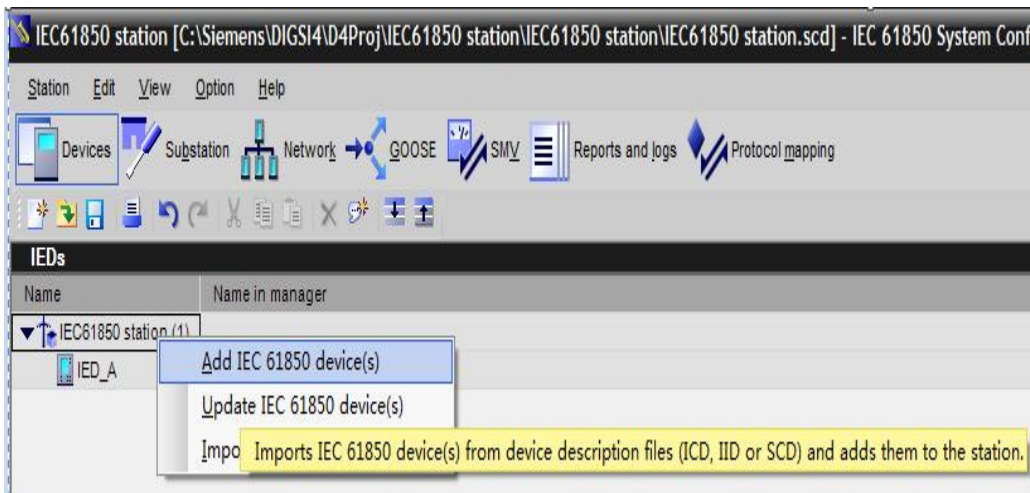 IEC61850 station [C:\Siemens\DIGSI4\D4Proj\IEC61850 station\IEC61850 station\IEC61850 station.scd] - IEC 61850 System Conf
Station Edit View Option Help
Devices Substation Network GOOSE SMV Reports and logs Protocol mapping
IEDs
Name Name in manager
IEC61850 station (1)
IED_A
Add IEC 61850 device(s)
Update IEC 61850 device(s)
Impo
Imports IEC 61850 device(s) from device description files (ICD, IID or SCD) and adds them to the station.